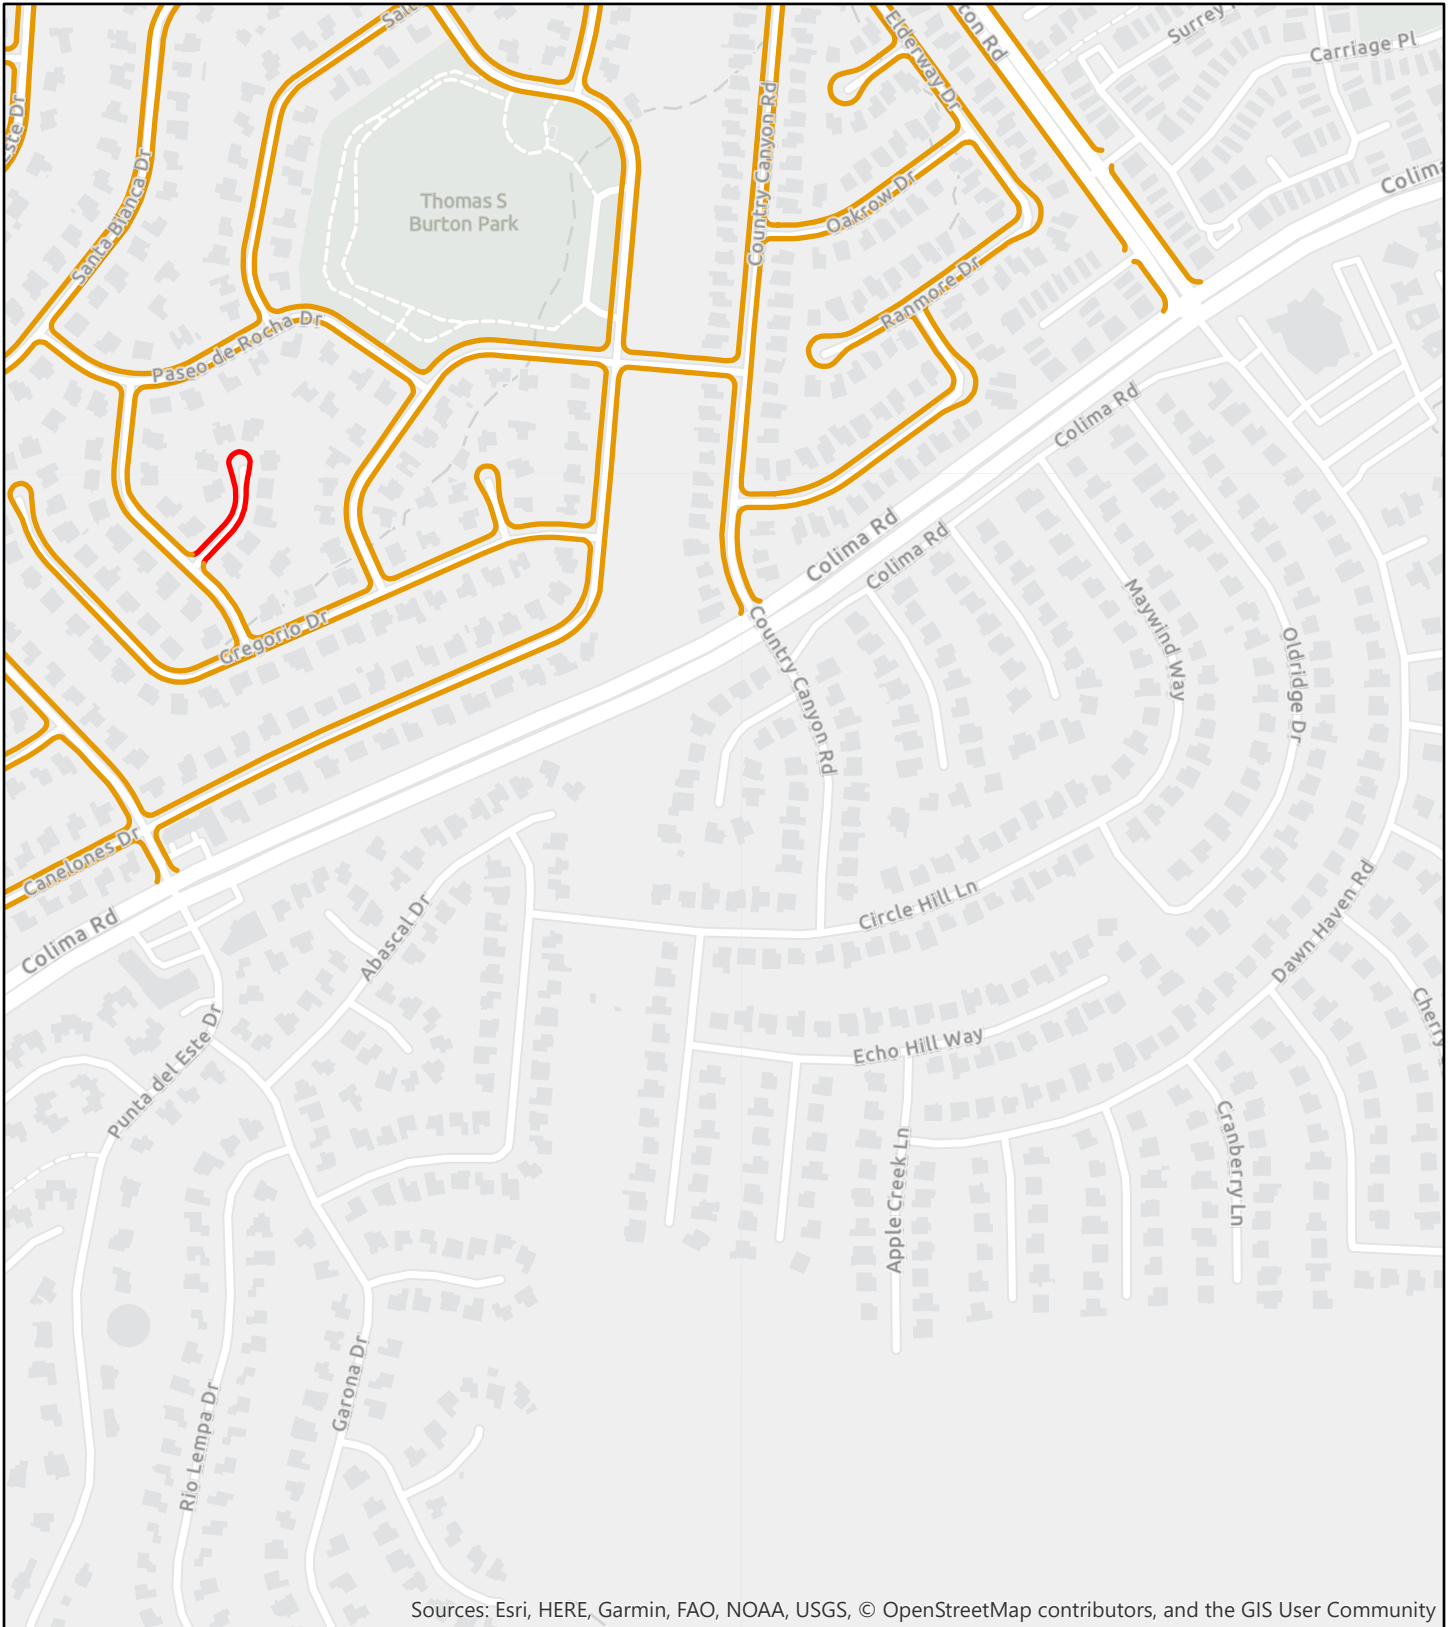 Elderway Dr
Surrey
Carriage Pl
Este Dr
Country Canyon Rd
Santa Bianca Dr
Thomas S
Burton Park
Oakrow Dr
Colima
Ranmore Dr
Paseo de Rocha Dr
Colima Rd
Colima Rd
Colima Rd
Maywind Way
Country Canyon Rd
Gregorio Dr
Oldridge Dr
Canelones Dr
Circle Hill Ln
Dawn Haven Rd
Abascal Dr
Colima Rd
Cherry
Echo Hill Way
Punta del Este Dr
Cranberry Ln
Apple Creek Ln
Garona Dr
Rio Lempa Dr
Sources: Esri, HERE, Garmin, FAO, NOAA, USGS, © OpenStreetMap contributors, and the GIS User Community